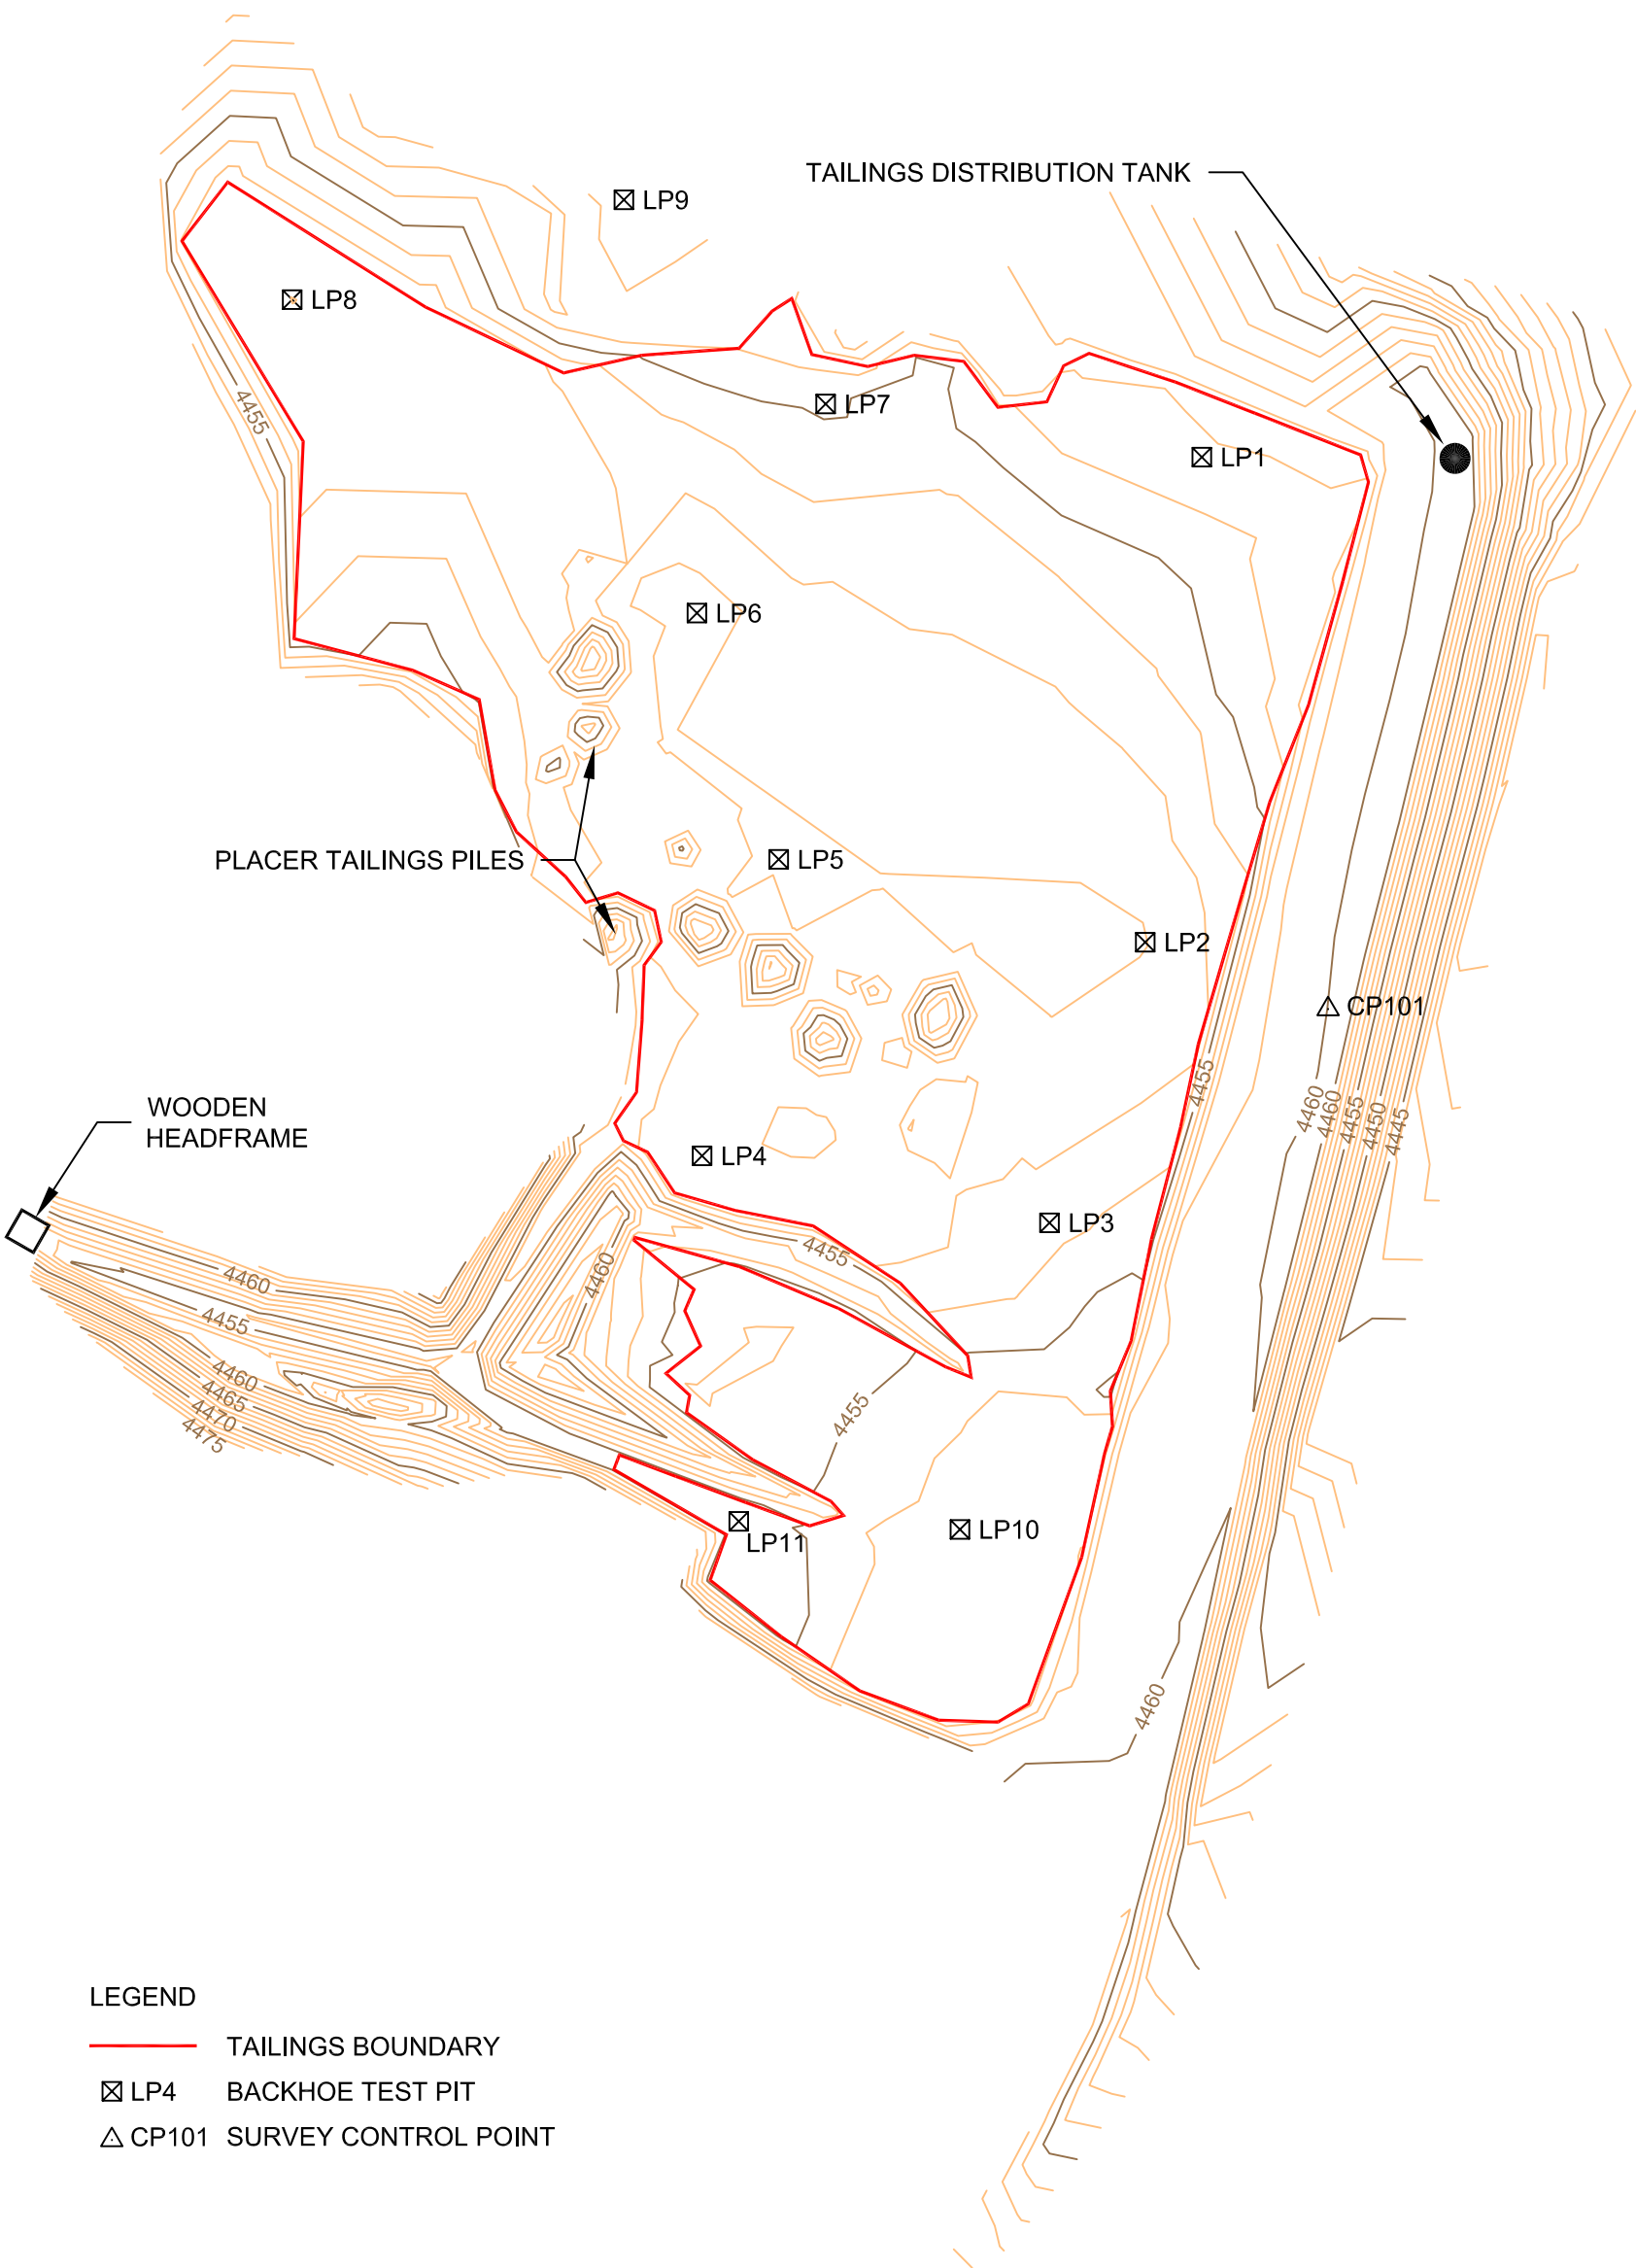 TAILINGS DISTRIBUTION TANK
LP9
LP8
4455
LP7
LP1
LP6
PLACER TAILINGS PILES
LP5
LP2
CP101
4455
4460
4460
4455
4450
4445
WOODEN
HEADFRAME
LP4
LP3
4455
4460
4460
4455
4460
4465
4470
4475
4455
LP11
LP10
4460
LEGEND
TAILINGS BOUNDARY
LP4 BACKHOE TEST PIT
CP101 SURVEY CONTROL POINT